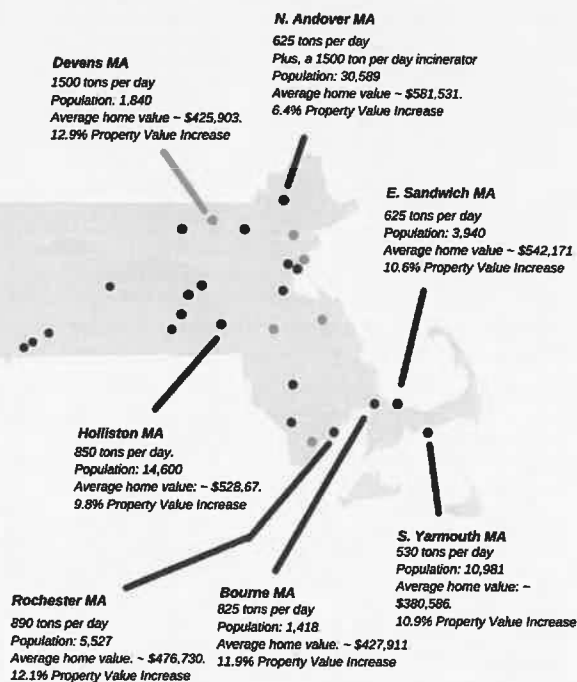 N. Andover MA
625 tons per day
Plus, a 1500 ton per day incinerator
Population: 30,589
Average home value ~ $581,531.
6.4% Property Value Increase
Devens MA
1500 tons per day
Population: 1,840
Average home value ~ $425,903.
12.9% Property Value Increase
E. Sandwich MA
625 tons per day
Population: 3,940
Average home value ~ $542,171
10.6% Property Value Increase
Holliston MA
850 tons per day.
Population: 14,600
Average home value: ~ $528,67.
9.8% Property Value Increase
S. Yarmouth MA
530 tons per day
Population: 10,981
Average home value: ~
$380,586.
10.9% Property Value Increase
Rochester MA
890 tons per day
Population: 5,527
Average home value. ~ $476,730.
12.1% Property Value Increase
Bourne MA
825 tons per day
Population: 1,418
Average home value. ~ $427,911
11.9% Property Value Increase